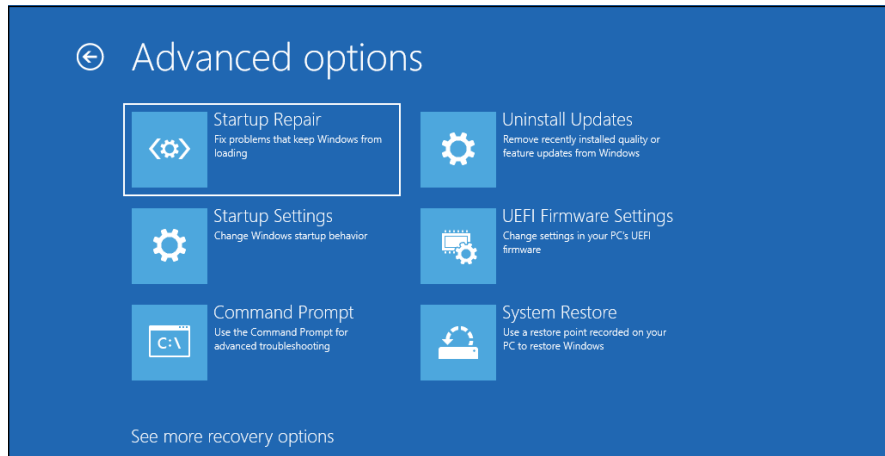 Advanced options
Startup Repair
Fix problems that keep Windows from
loading
Uninstall Updates
Remove recently installed quality or
feature updates from Windows
Startup Settings
Change Windows startup behavior
UEFI Firmware Settings
Change settings in your PC's UEFI
firmware
C:\
Command Prompt
Use the Command Prompt for
advanced troubleshooting
System Restore
Use a restore point recorded on your
PC to restore Windows
See more recovery options